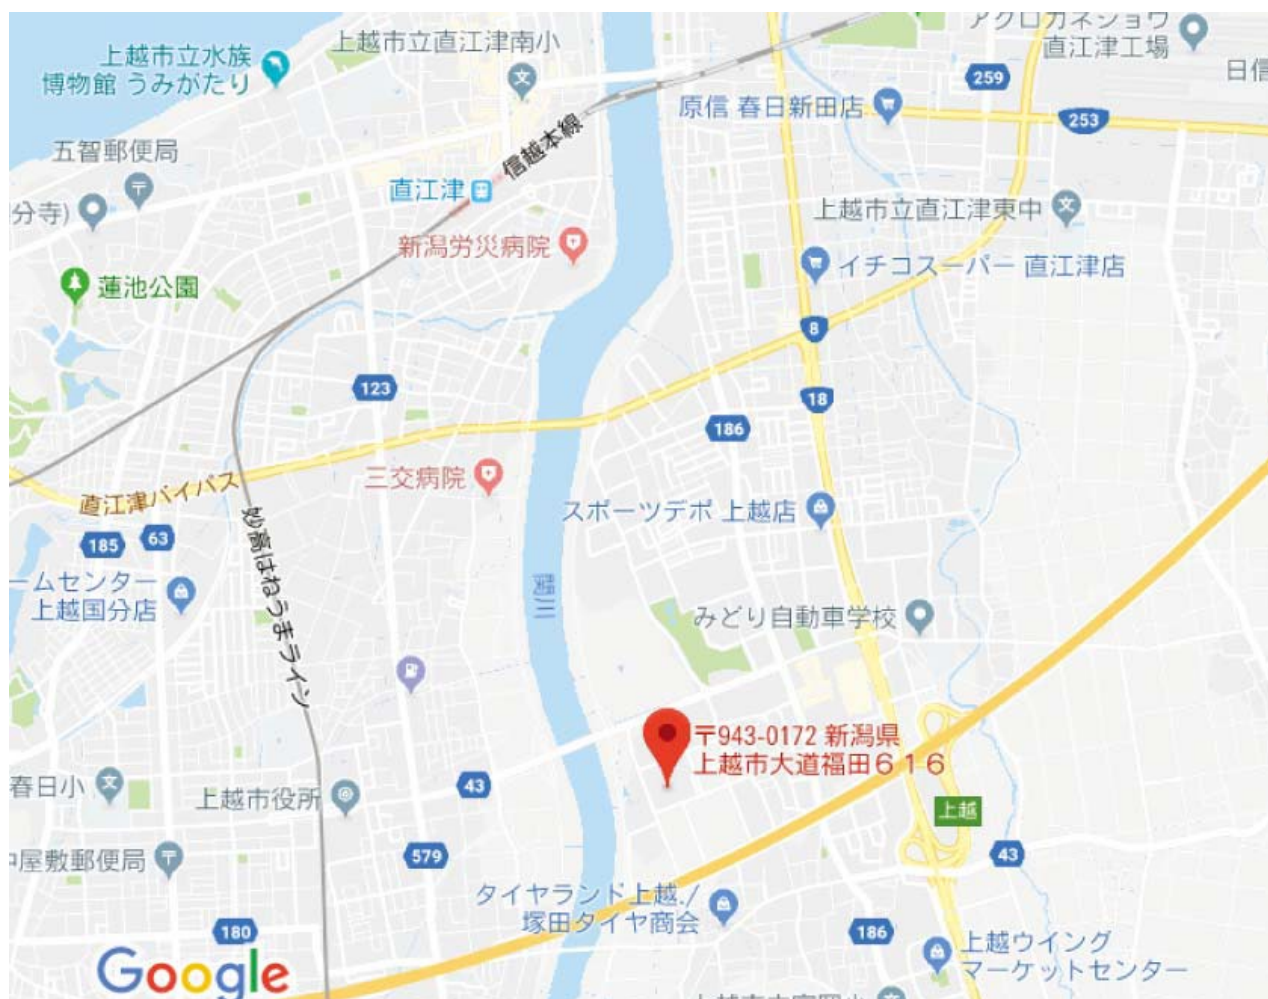 アクロカネショウ
直江津工場
上越市立水族
博物館 うみがたり
上越市立直江津南小
259
日信
原信 春日新田店
253
五智郵便局
信越本線
直江津
分寺)
上越市立直江津東中
新潟労災病院
イチコスーパー 直江津店
蓮池公園
8
123
18
186
三交病院
直江津バイパス
スポーツデポ 上越店
185
63
妙高はねうまライン
ームセンター
上越国分店
関川
みどり自動車学校
〒943-0172 新潟県
上越市大道福田616
春日小
上越市役所
43
上越
579
43
屋敷郵便局
タイヤランド上越./
塚田タイヤ商会
180
186
上越ウイング
マーケットセンター
Google